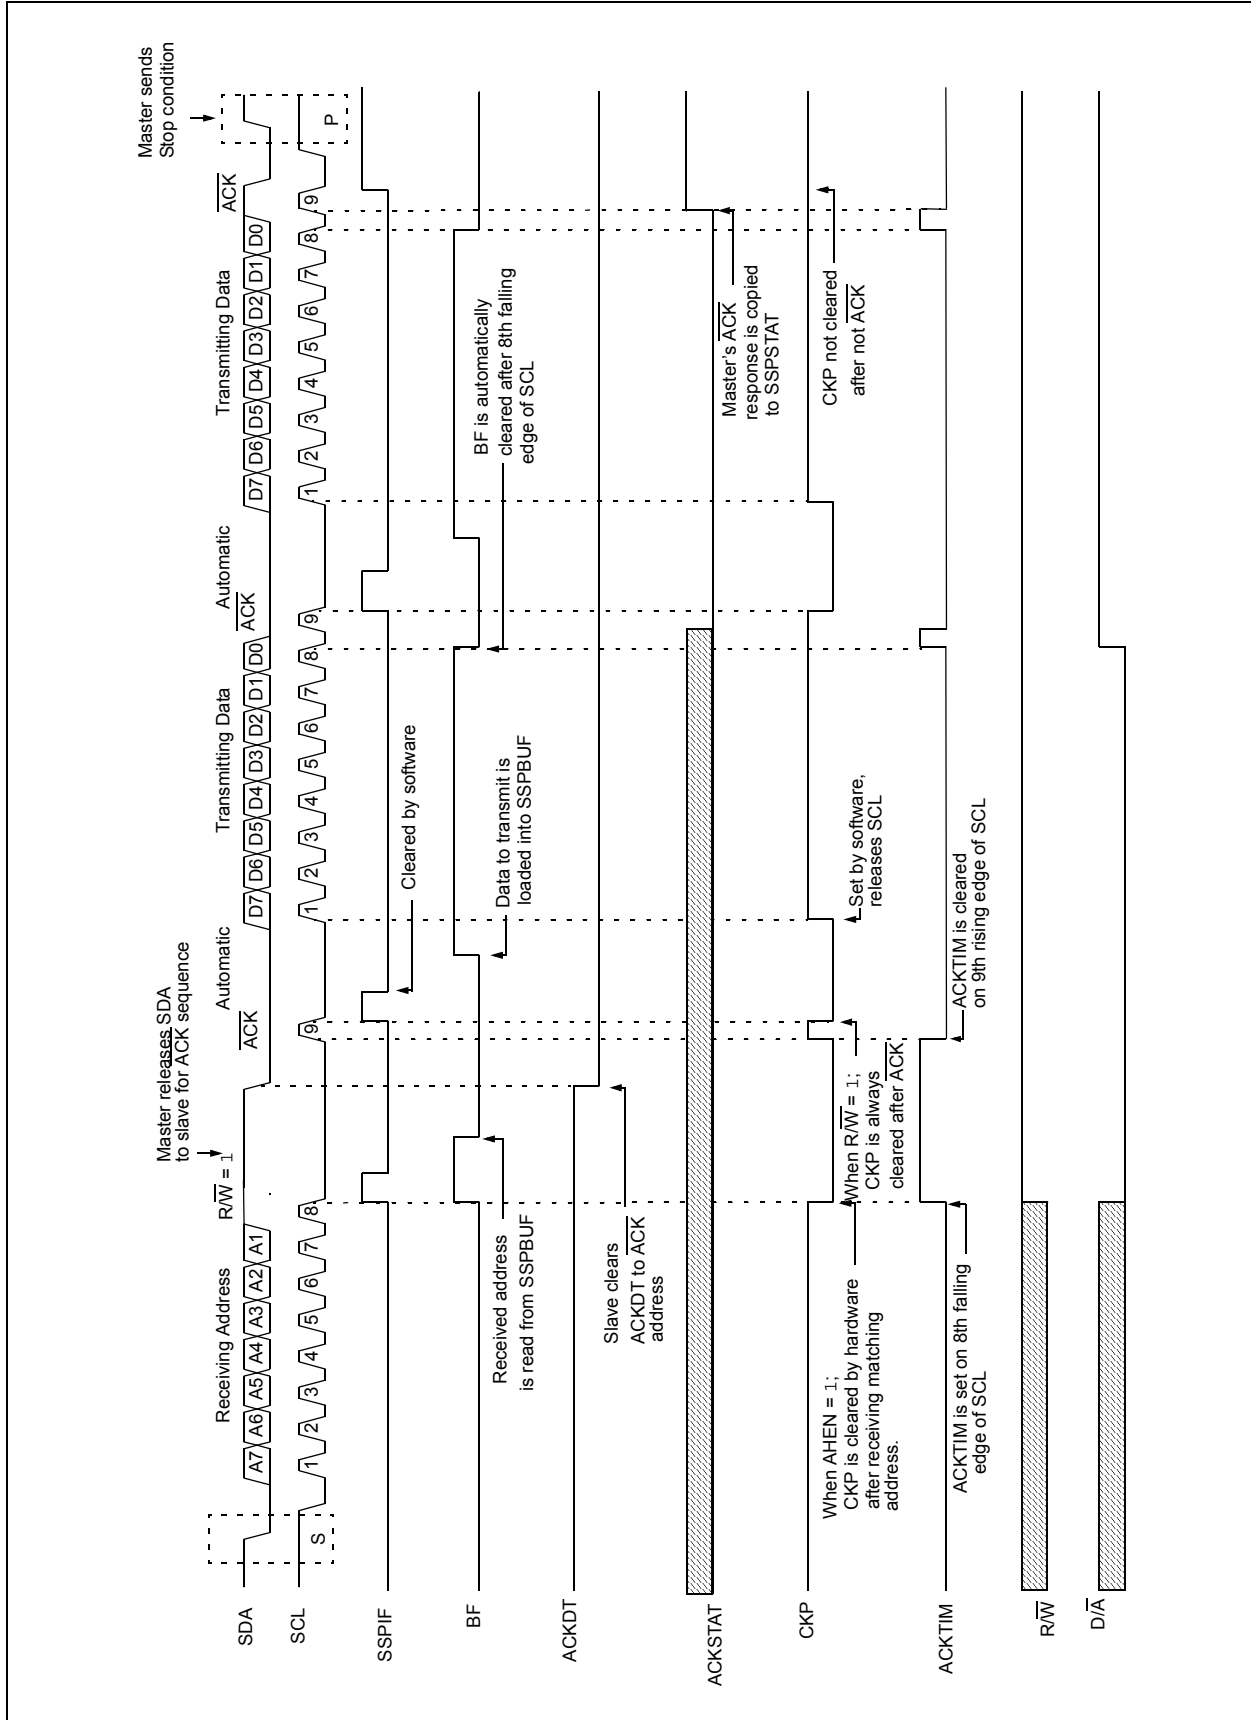 Master releases SDA
to slave for ACK sequence
Master sends
Stop condition
Receiving Address
R/W = 1
ACK
Automatic
Transmitting Data
ACK
Automatic
Transmitting Data
ACK
SDA
A7 A6 A5 A4 A3 A2 A1
D7 D6 D5 D4 D3 D2 D1 D0
D7 D6 D5 D4 D3 D2 D1 D0
SCL
S
1 2 3 4 5 6 7 8 9
1 2 3 4 5 6 7 8 9
1 2 3 4 5 6 7 8 9
P
SSPIF
Cleared by software
BF
Received address
is read from SSPBUF
Data to transmit is
loaded into SSPBUF
BF is automatically
cleared after 8th falling
edge of SCL
ACKDT
Slave clears
ACKDT to ACK
address
ACKSTAT
Master's ACK
response is copied
to SSPSTAT
CKP
When AHEN = 1;
CKP is cleared by hardware
after receiving matching
address.
When R/W = 1;
CKP is always
cleared after ACK
Set by software,
releases SCL
CKP not cleared
after not ACK
ACKTIM
ACKTIM is set on 8th falling
edge of SCL
ACKTIM is cleared
on 9th rising edge of SCL
R/W
D/A